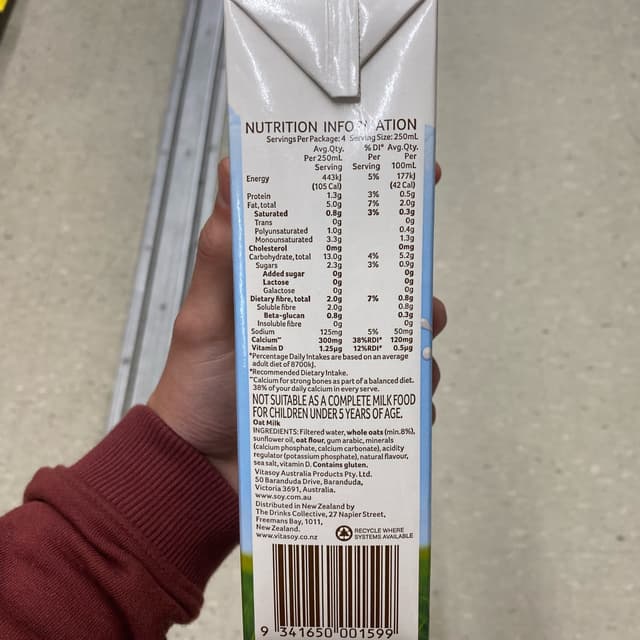 NUTRITION INFO ATION
Servings Per Package: 4 Serving Size: 250mL
Avg.Qty. % DI* Avg.Qty.
Per 250mL Per Per
Serving Serving 100mL
Energy 443kJ 5% 177kJ
(105 Cal) (42 Cal)
Protein 1.3g 3% 0.5g
Fat, total 5.0g 7% 2.0g
Saturated 0.8g 3% 0.3g
Trans 0g 0g
Polyunsaturated 1.0g 0.4g
Monounsaturated 3.3g 1.3g
Cholesterol 0mg 0mg
Carbohydrate, total 13.0g 4% 5.2g
Sugars 2.3g 3% 0.9g
Added sugar 0g 0g
Lactose 0g 0g
Galactose 0g 0g
Dietary fibre, total 2.0g 7% 0.8g
Soluble fibre 2.0g 0.8g
Beta-glucan 0.8g 0.3g
Insoluble fibre 0g 0g
Sodium 125mg 5% 50mg
Calcium** 300mg 38%RDI* 120mg
Vitamin D 1.25µg 12%RDI* 0.5µg
*Percentage Daily Intakes are based on an average
adult diet of 8700kJ.
*Recommended Dietary Intake.
**Calcium for strong bones as part of a balanced diet.
38% of your daily calcium in every serve.
NOT SUITABLE AS A COMPLETE MILK FOOD
FOR CHILDREN UNDER 5 YEARS OF AGE.
Oat Milk
INGREDIENTS: Filtered water, whole oats (min.8%),
sunflower oil, oat flour, gum arabic, minerals
(calcium phosphate, calcium carbonate), acidity
regulator (potassium phosphate), natural flavour,
sea salt, vitamin D. Contains gluten.
Vitasoy Australia Products Pty. Ltd.
50 Baranduda Drive, Baranduda,
Victoria 3691, Australia.
www.soy.com.au
Distributed in New Zealand by
The Drinks Collective, 27 Napier Street,
Freemans Bay, 1011,
New Zealand.
www.vitasoy.co.nz
RECYCLE WHERE
SYSTEMS AVAILABLE
9 341650 001599